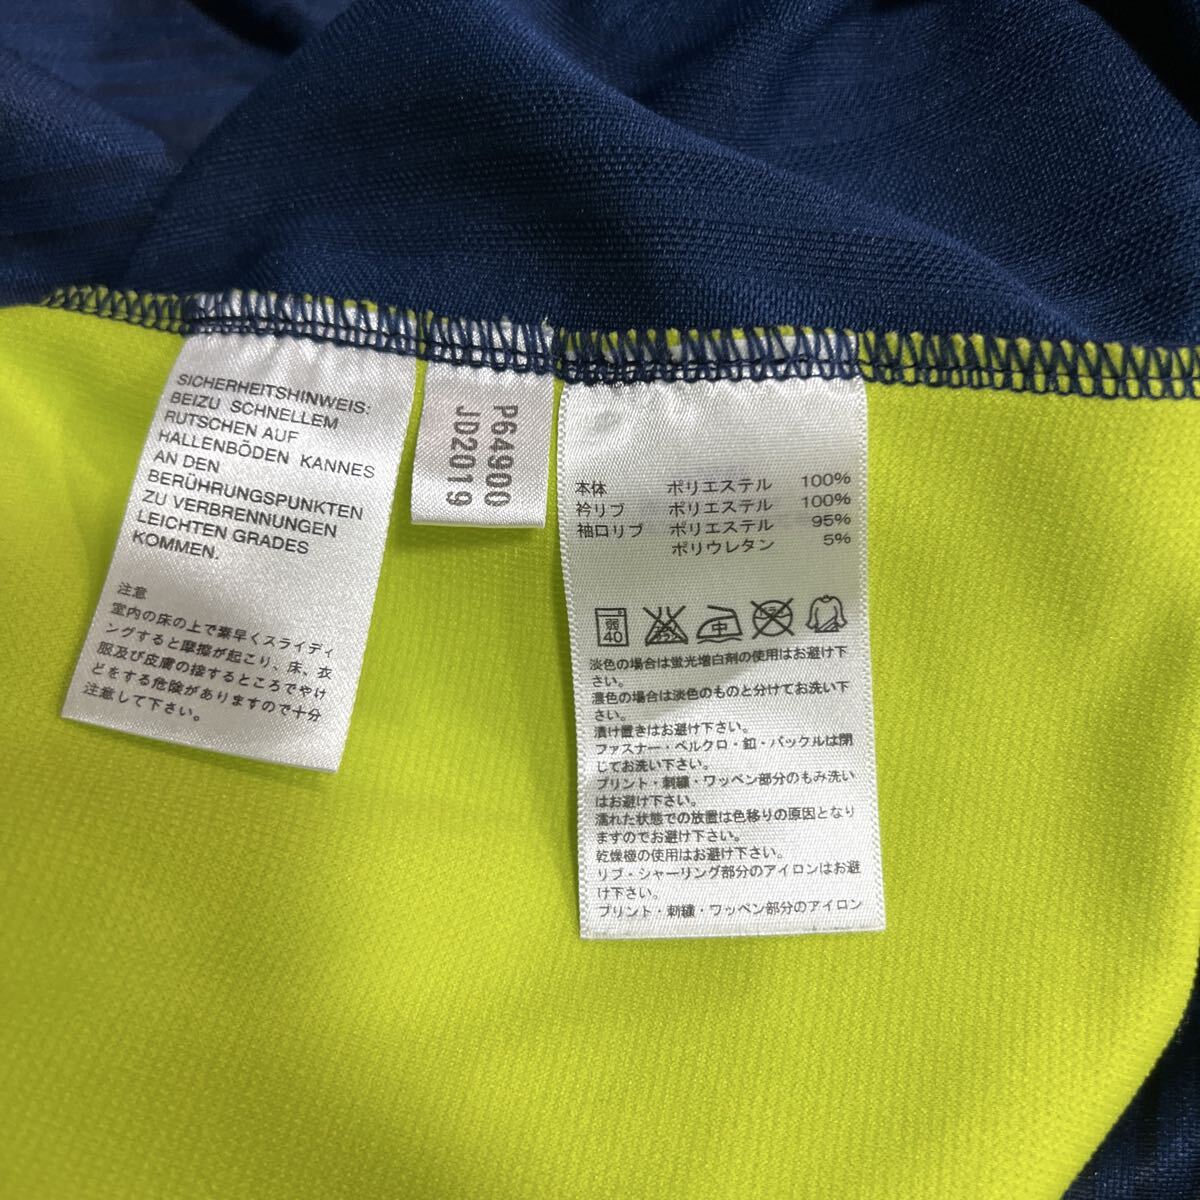 SICHERHEITSHINWEIS:
BEIZU SCHNELLEM
RUTSCHEN AUF
HALLENBÖDEN KANNES
AN DEN
BERÜHRUNGSPUNKTEN
ZU VERBRENNUNGEN
LEICHTEN GRADES
KOMMEN.
注意
室内の床の上で素早くスライディ
ングすると摩擦が起こり、床、衣
服及び皮膚の接するところでやけ
どをする危険がありますので十分
注意して下さい。
P64900
JD2019
本体 ポリエステル 100%
衿リブ ポリエステル 100%
袖口リブ ポリエステル 95%
ポリウレタン 5%
弱
40
中
淡色の場合は蛍光増白剤の使用はお避け下
さい。
濃色の場合は淡色のものと分けてお洗い下
さい。
漬け置きはお避け下さい。
ファスナー・ベルクロ・釦・バックルは閉
じてお洗い下さい。
プリント・刺繍・ワッペン部分のもみ洗い
はお避け下さい。
濡れた状態での放置は色移りの原因となり
ますのでお避け下さい。
乾燥機の使用はお避け下さい。
リブ・シャーリング部分のアイロンはお避
け下さい。
プリント・刺繍・ワッペン部分のアイロン